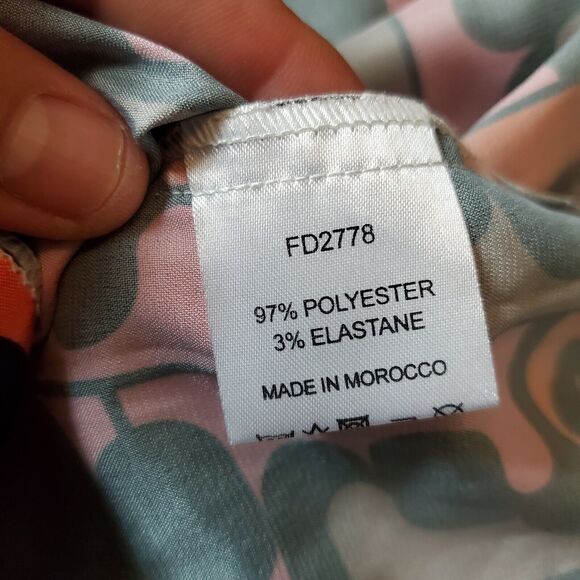 FD2778
97% POLYESTER
3% ELASTANE
MADE IN MOROCCO